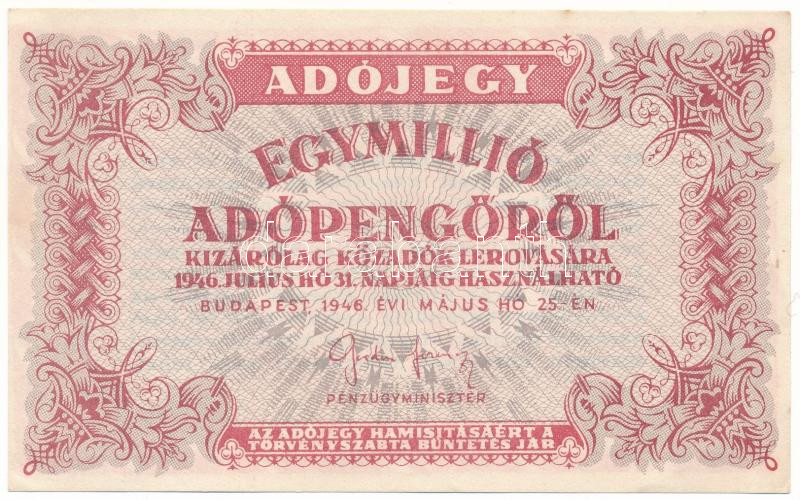 ADÓJEGY
EGYMILLIÓ
ADÓPENGŐRŐL
KIZÁRÓLAG KÖZADÓK LEROVÁSÁRA
1946. JULIUS HÓ 31. NAPJÁIG HASZNÁLHATÓ
BUDAPEST, 1946. ÉVI MÁJUS HÓ 25.-ÉN
PÉNZÜGYMINISZTER
AZ ADÓJEGY HAMISITÁSÁÉRT A
TÖRVÉNYSZABTA BÜNTETÉS JÁR.